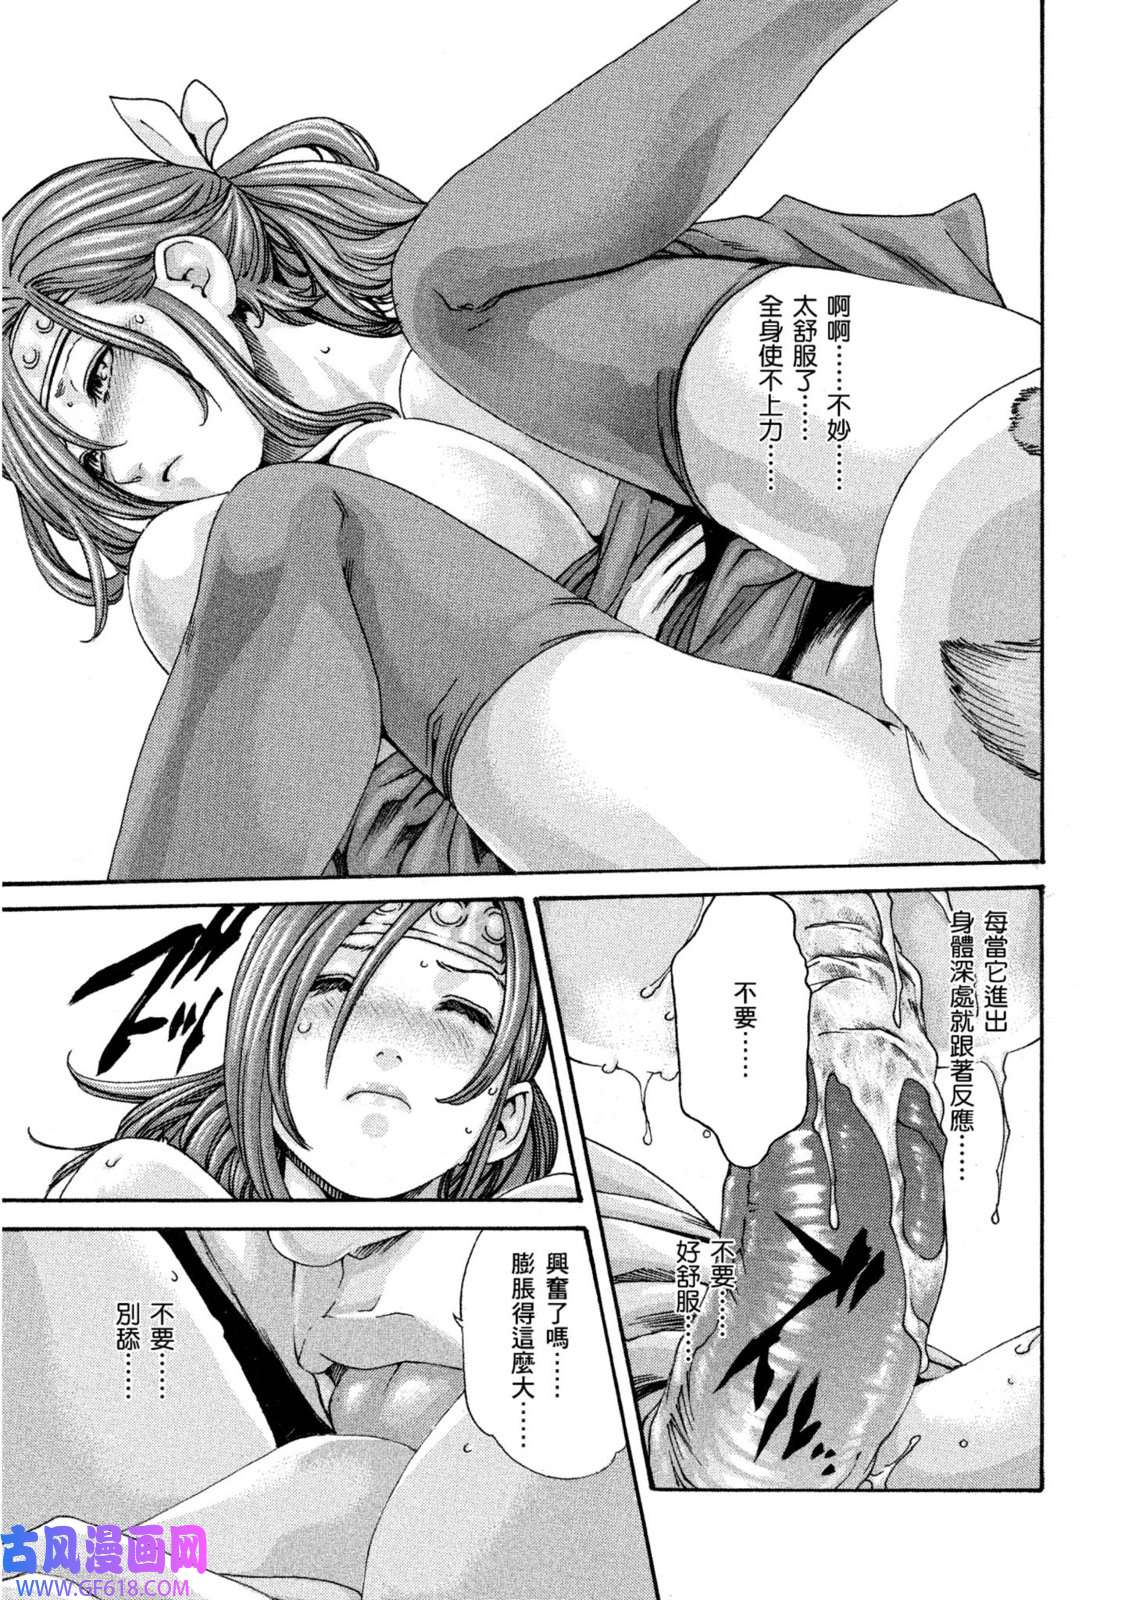 啊啊……不妙……
太舒服了……
全身使不上力……
每當它進出
身體深處就跟著反應……
不要……
不要……
好舒服……
興奮了嗎……
膨脹得這麼大……
不要……
別舔……
古风漫画网
WWW.GF618.COM